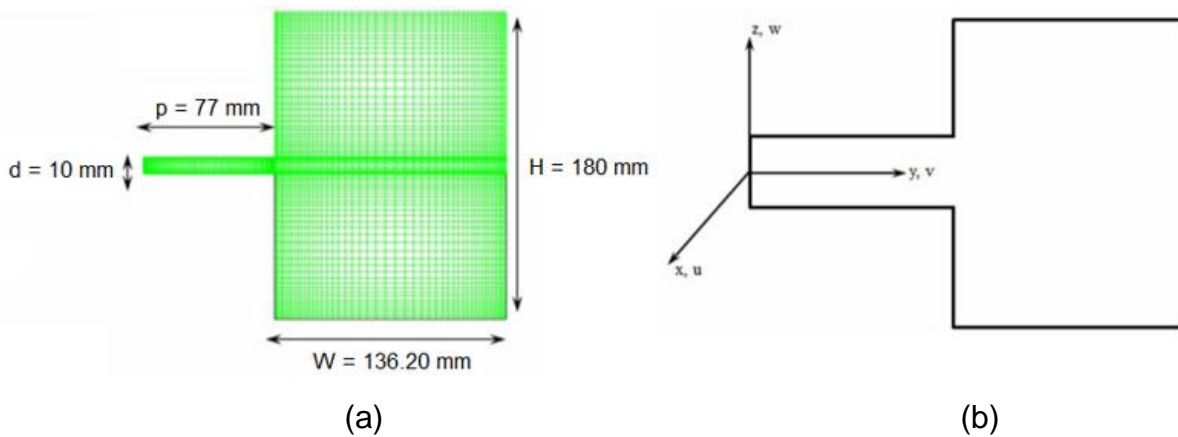 p = 77 mm
d = 10 mm
H = 180 mm
W = 136.20 mm
(a)
z, w
y, v
x, u
(b)